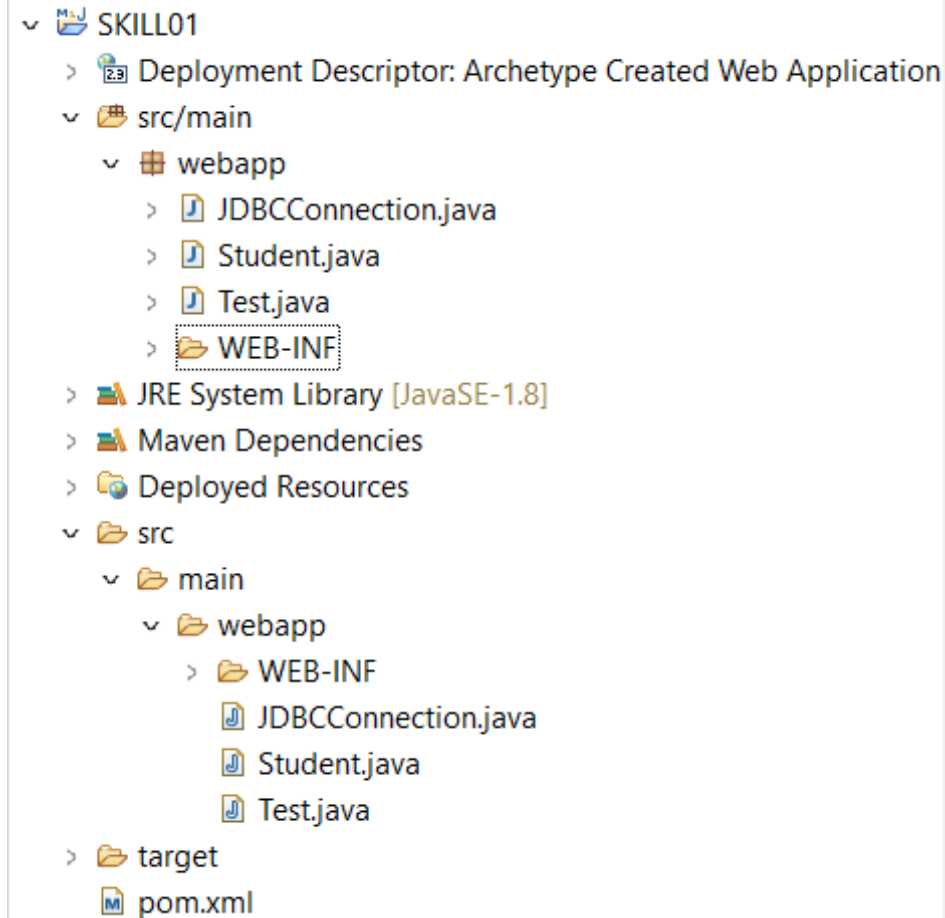 SKILL01
Deployment Descriptor: Archetype Created Web Application
src/main
webapp
JDBCConnection.java
Student.java
Test.java
WEB-INF
JRE System Library [JavaSE-1.8]
Maven Dependencies
Deployed Resources
src
main
webapp
WEB-INF
JDBCConnection.java
Student.java
Test.java
target
pom.xml